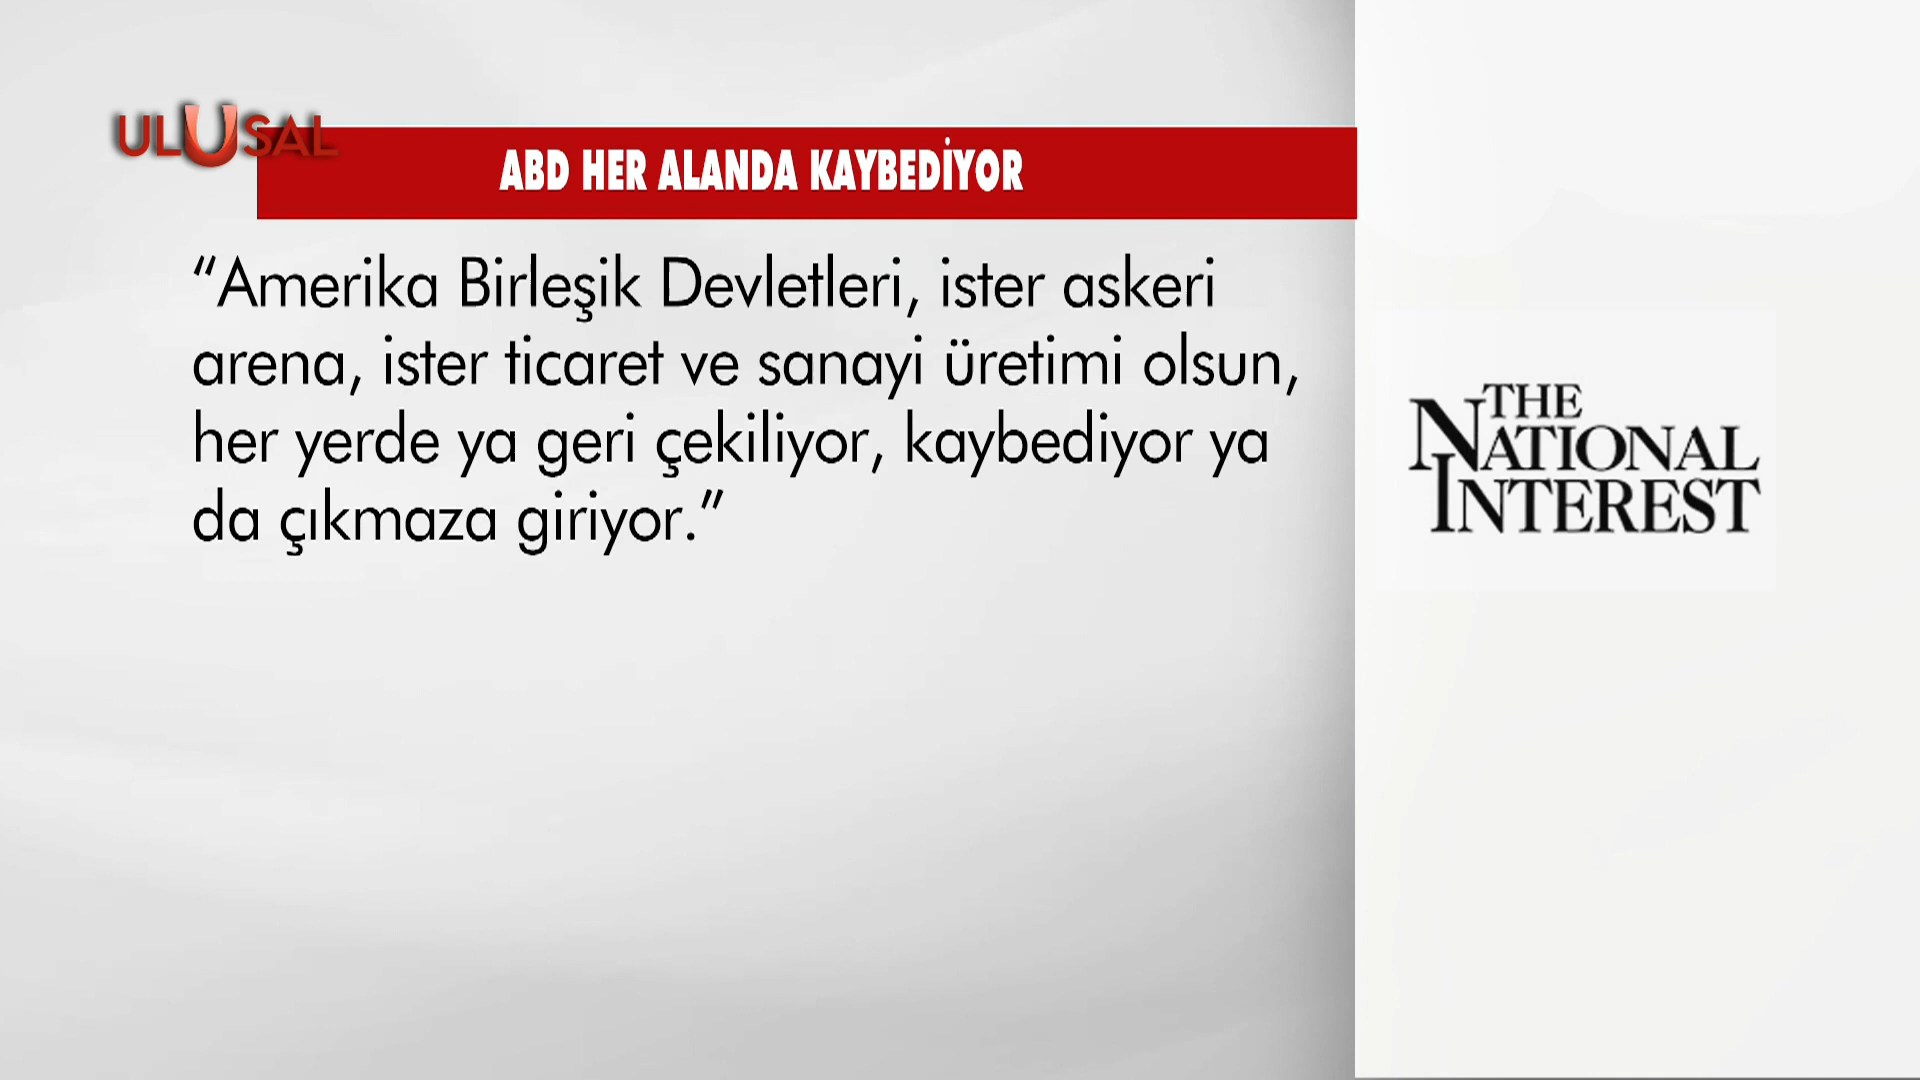 ULUSAL
ABD HER ALANDA KAYBEDİYOR
“Amerika Birleşik Devletleri, ister askeri
arena, ister ticaret ve sanayi üretimi olsun,
her yerde ya geri çekiliyor, kaybediyor ya
da çıkmaza giriyor.”
THE
NATIONAL
INTEREST